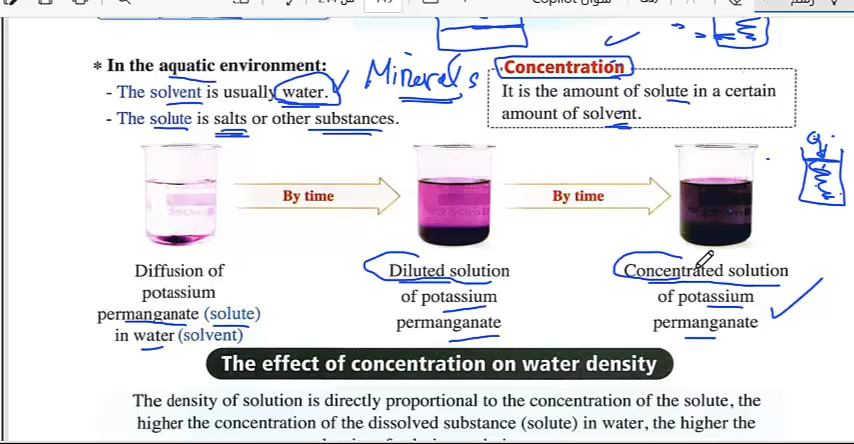 سؤال Copilot
رسم
* In the aquatic environment:
- The solvent is usually water.
- The solute is salts or other substances.
Minerals
Concentration
It is the amount of solute in a certain
amount of solvent.
By time
By time
Diffusion of
potassium
permanganate (solute)
in water (solvent)
Diluted solution
of potassium
permanganate
Concentrated solution
of potassium
permanganate
The effect of concentration on water density
The density of solution is directly proportional to the concentration of the solute, the
higher the concentration of the dissolved substance (solute) in water, the higher the